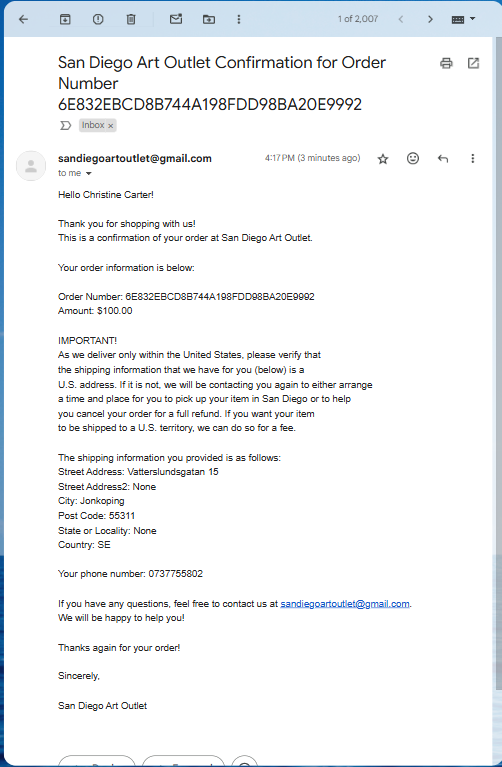 1 of 2,007
San Diego Art Outlet Confirmation for Order
Number
6E832EBCD8B744A198FDD98BA20E9992
Inbox x
sandiegoartoutlet@gmail.com
4:17 PM (3 minutes ago)
to me
Hello Christine Carter!
Thank you for shopping with us!
This is a confirmation of your order at San Diego Art Outlet.
Your order information is below:
Order Number: 6E832EBCD8B744A198FDD98BA20E9992
Amount: $100.00
IMPORTANT!
As we deliver only within the United States, please verify that
the shipping information that we have for you (below) is a
U.S. address. If it is not, we will be contacting you again to either arrange
a time and place for you to pick up your item in San Diego or to help
you cancel your order for a full refund. If you want your item
to be shipped to a U.S. territory, we can do so for a fee.
The shipping information you provided is as follows:
Street Address: Vatterslundsgatan 15
Street Address2: None
City: Jonkoping
Post Code: 55311
State or Locality: None
Country: SE
Your phone number: 0737755802
If you have any questions, feel free to contact us at sandiegoartoutlet@gmail.com.
We will be happy to help you!
Thanks again for your order!
Sincerely,
San Diego Art Outlet